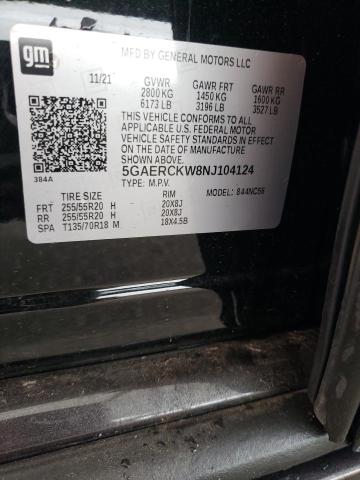 gm
MFD BY GENERAL MOTORS LLC
11/21 GVWR GAWR FRT GAWR RR
2800 KG 1450 KG 1600 KG
6173 LB 3196 LB 3527 LB
THIS VEHICLE CONFORMS TO ALL
APPLICABLE U.S. FEDERAL MOTOR
VEHICLE SAFETY STANDARDS IN
EFFECT ON THE DATE OF MANUFACTURE
SHOWN ABOVE.
5GAERCKW8NJ104124
384A TYPE: M.P.V. 844NC56
TIRE SIZE RIM
FRT 255/55R20 H 20X8J
RR 255/55R20 H 20X8J
SPA T135/70R18 M 18X4.5B